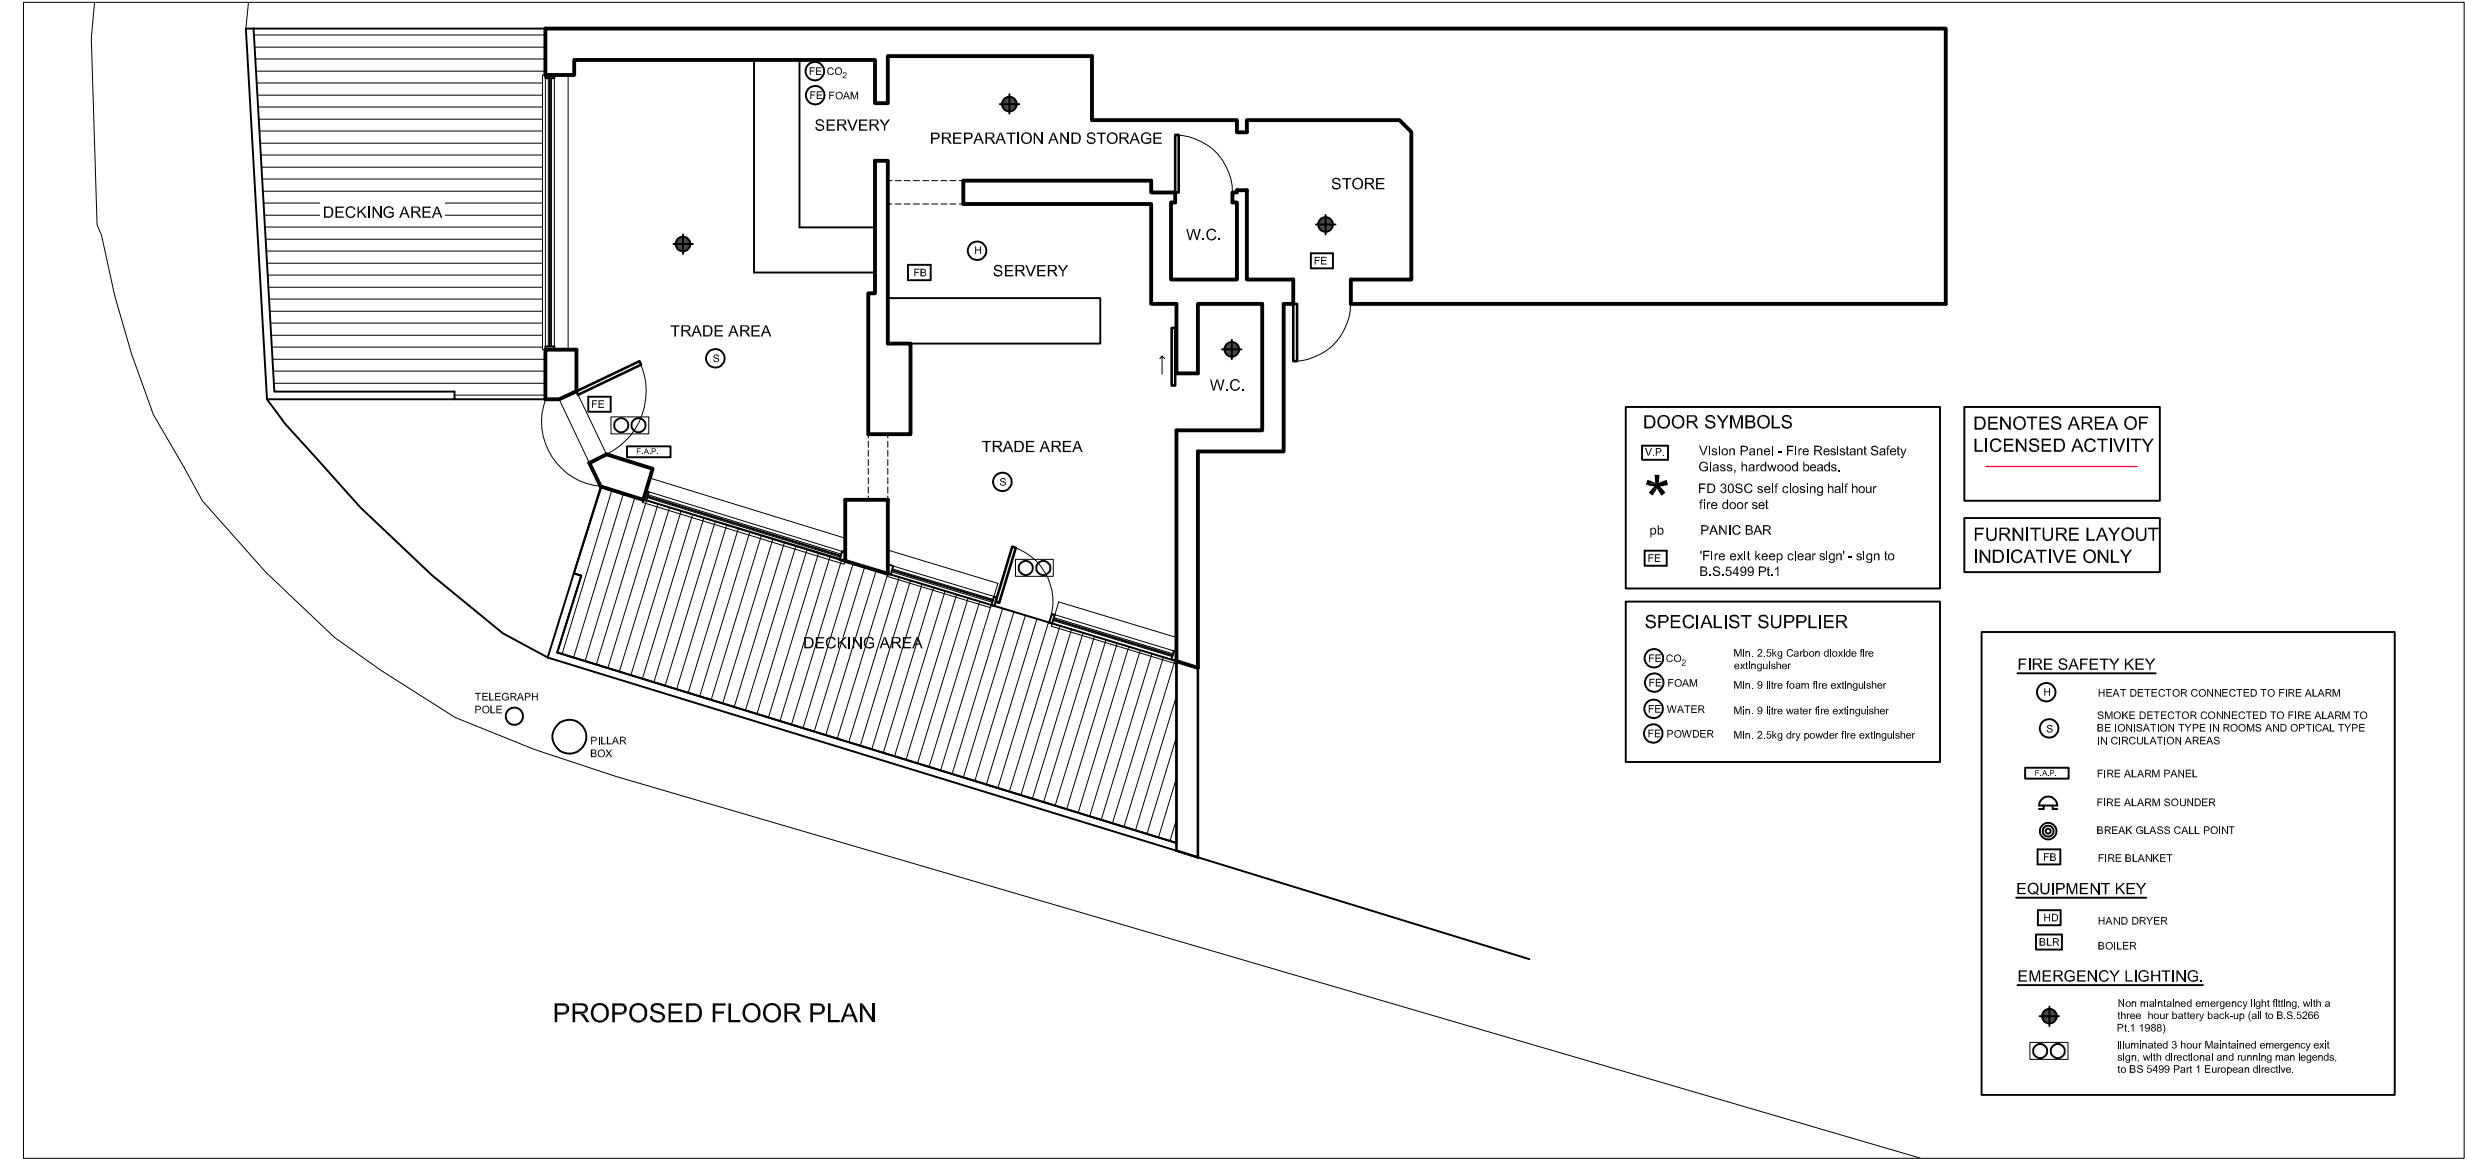 FE CO2
FE FOAM
SERVERY
PREPARATION AND STORAGE
STORE
DECKING AREA
W.C.
H
FB
SERVERY
FE
TRADE AREA
S
W.C.
FE
F.A.P.
TRADE AREA
S
DECKING AREA
TELEGRAPH
POLE
PILLAR
BOX
PROPOSED FLOOR PLAN
DOOR SYMBOLS
V.P. Vision Panel - Fire Resistant Safety
Glass, hardwood beads.
* FD 30SC self closing half hour
fire door set
pb PANIC BAR
FE 'Fire exit keep clear sign' - sign to
B.S.5499 Pt.1
SPECIALIST SUPPLIER
FE CO2 Min. 2.5kg Carbon dioxide fire
extinguisher
FE FOAM Min. 9 litre foam fire extinguisher
FE WATER Min. 9 litre water fire extinguisher
FE POWDER Min. 2.5kg dry powder fire extinguisher
DENOTES AREA OF
LICENSED ACTIVITY
FURNITURE LAYOUT
INDICATIVE ONLY
FIRE SAFETY KEY
H HEAT DETECTOR CONNECTED TO FIRE ALARM
S SMOKE DETECTOR CONNECTED TO FIRE ALARM TO
BE IONISATION TYPE IN ROOMS AND OPTICAL TYPE
IN CIRCULATION AREAS
F.A.P. FIRE ALARM PANEL
FIRE ALARM SOUNDER
BREAK GLASS CALL POINT
FB FIRE BLANKET
EQUIPMENT KEY
HD HAND DRYER
BLR BOILER
EMERGENCY LIGHTING.
Non maintained emergency light fitting, with a
three hour battery back-up (all to B.S.5266
Pt.1 1988)
Illuminated 3 hour Maintained emergency exit
sign, with directional and running man legends,
to BS 5499 Part 1 European directive.